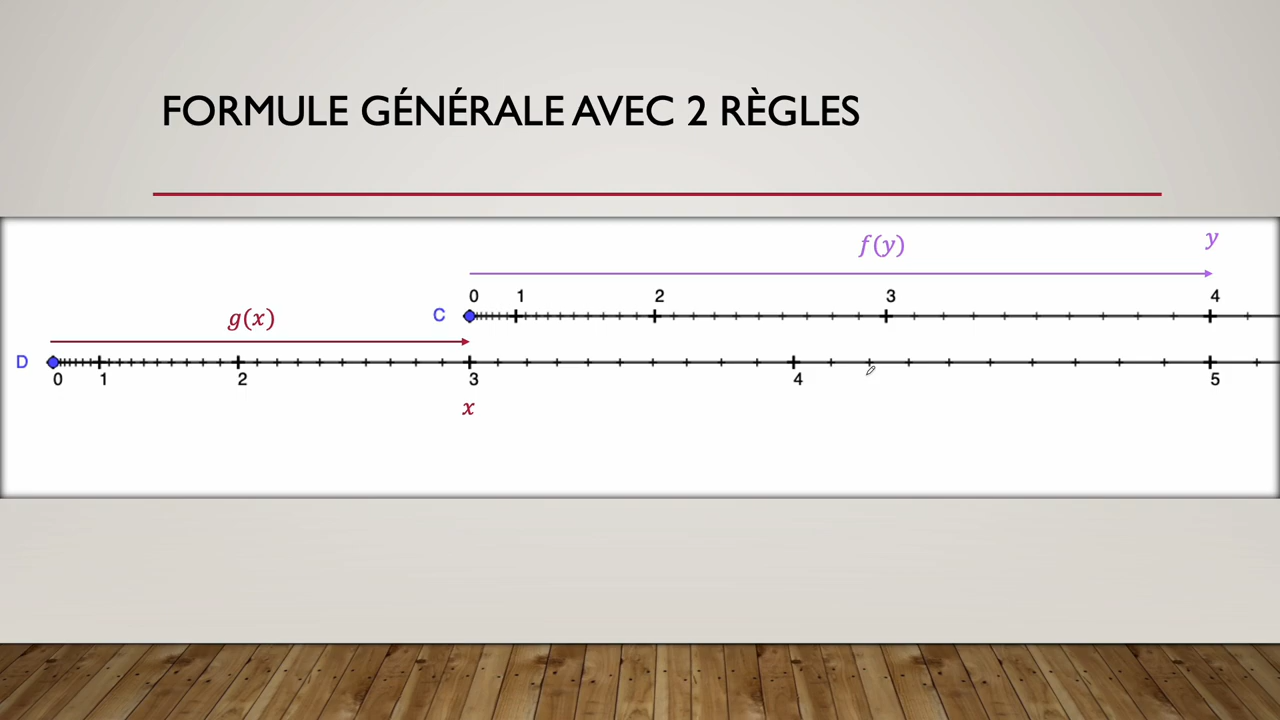 FORMULE GÉNÉRALE AVEC 2 RÈGLES
f(y) y
0 1 2 3 4
C
g(x)
D
0 1 2 3 4 5
x